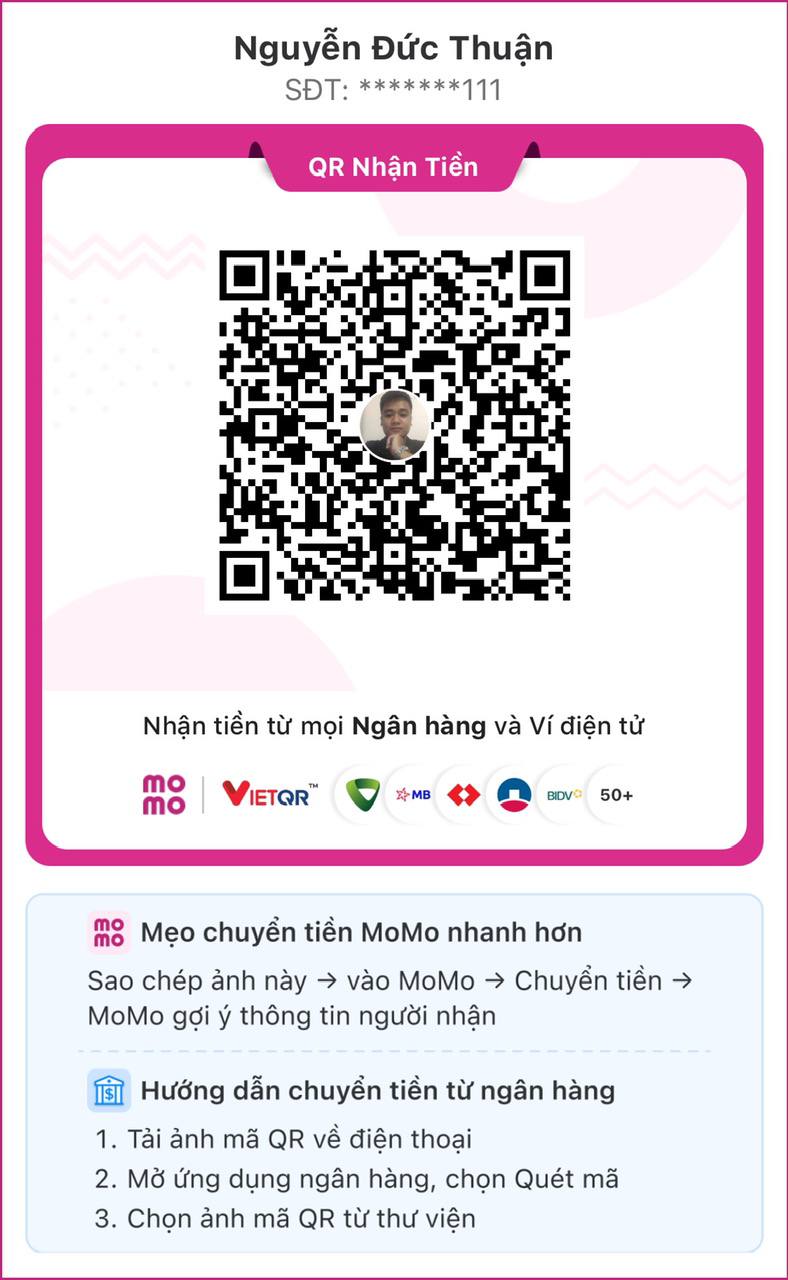 Nguyễn Đức Thuận
SĐT: *******111
QR Nhận Tiền
Nhận tiền từ mọi Ngân hàng và Ví điện tử
mo mo VIETQR™ MB BIDV 50+
mo mo Mẹo chuyển tiền MoMo nhanh hơn
Sao chép ảnh này → vào MoMo → Chuyển tiền →
MoMo gợi ý thông tin người nhận
Hướng dẫn chuyển tiền từ ngân hàng
1. Tải ảnh mã QR về điện thoại
2. Mở ứng dụng ngân hàng, chọn Quét mã
3. Chọn ảnh mã QR từ thư viện